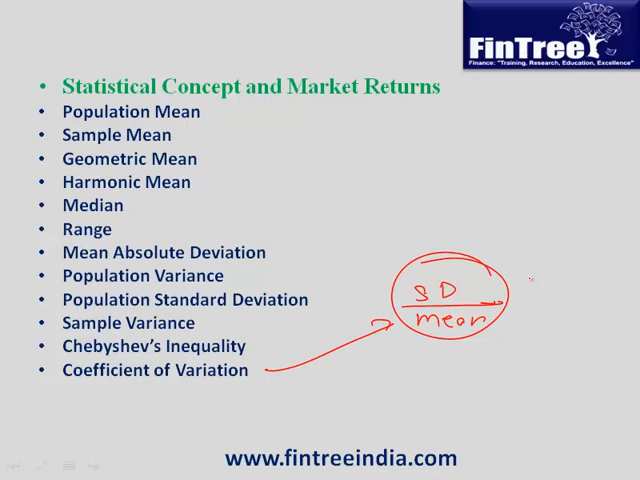 FinTree
Finance: "Training, Research, Education, Excellence"
• Statistical Concept and Market Returns
• Population Mean
• Sample Mean
• Geometric Mean
• Harmonic Mean
• Median
• Range
• Mean Absolute Deviation
• Population Variance
• Population Standard Deviation
• Sample Variance
• Chebyshev's Inequality
• Coefficient of Variation
SD
mean
www.fintreeindia.com